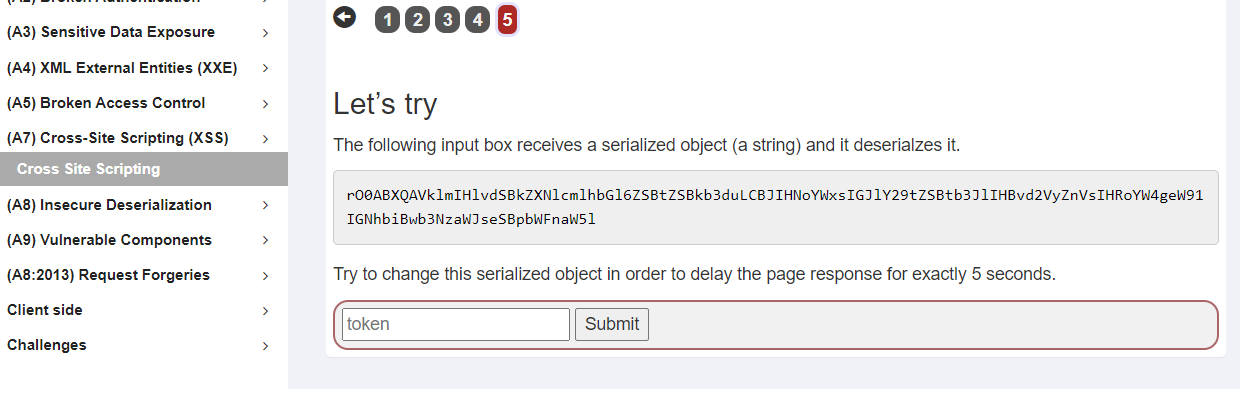 (A2) Broken Authentication
(A3) Sensitive Data Exposure
(A4) XML External Entities (XXE)
(A5) Broken Access Control
(A7) Cross-Site Scripting (XSS)
Cross Site Scripting
(A8) Insecure Deserialization
(A9) Vulnerable Components
(A8:2013) Request Forgeries
Client side
Challenges
1 2 3 4 5
Let’s try
The following input box receives a serialized object (a string) and it deserialzes it.
rO0ABXQAVklmIHlvdSBkZXNlcmlhbGl6ZSBtZSBkb3duLCBJIHNoYWxsIGJlY29tZSBtb3JlIHBvd2VyZnVsIHRoYW4geW91
IGNhbiBwb3NzaWJseSBpbWFnaW5l
Try to change this serialized object in order to delay the page response for exactly 5 seconds.
token Submit